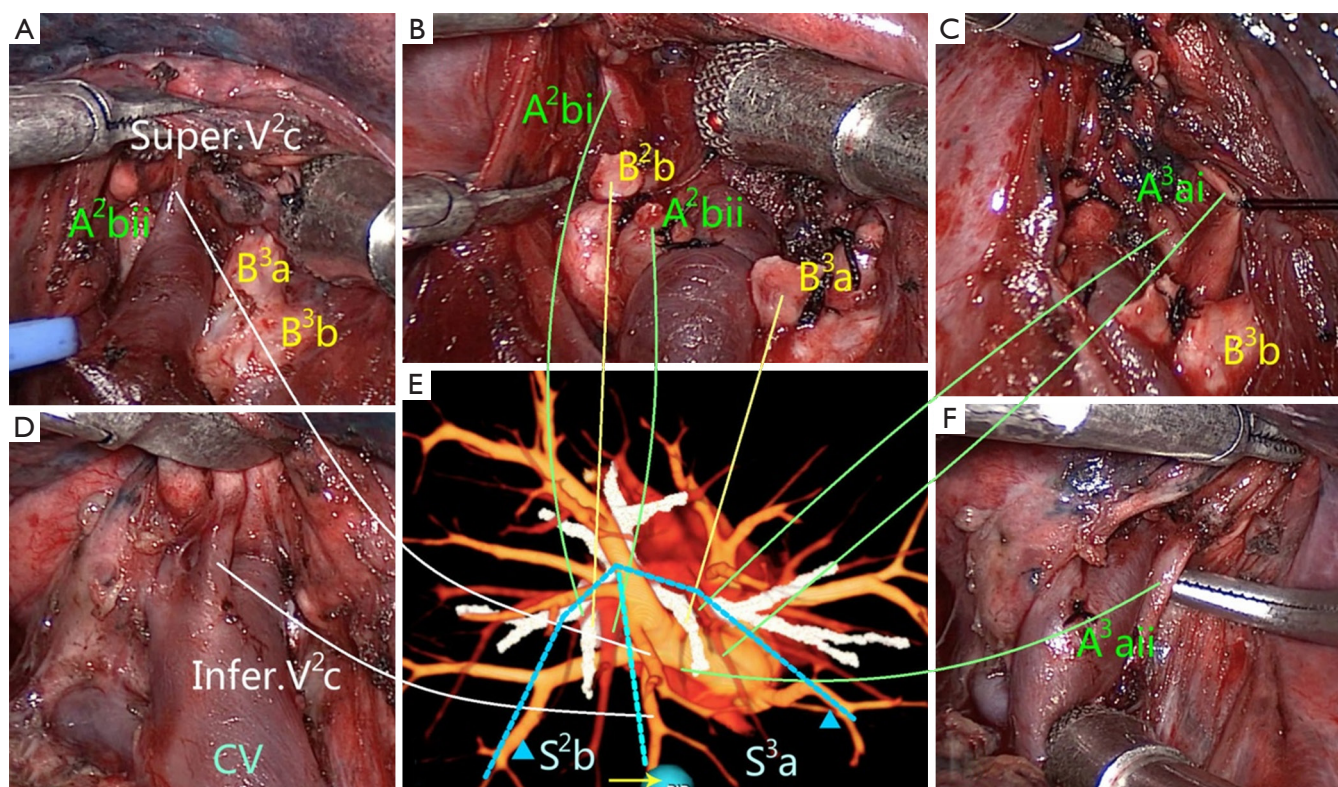 A
Super.V²c
A²bii
B³a
B³b
B
A²bi
B²b
A²bii
B³a
C
A³ai
B³b
D
Infer.V²c
CV
E
S²b
S³a
F
A³aii